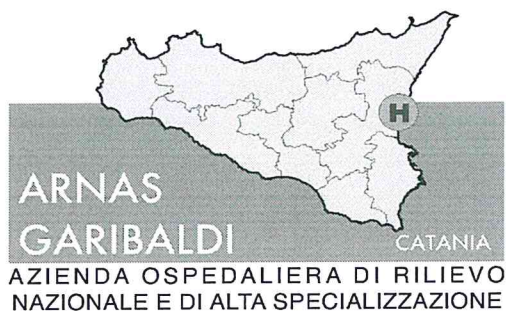 H
ARNAS
GARIBALDI
CATANIA
AZIENDA OSPEDALIERA DI RILIEVO
NAZIONALE E DI ALTA SPECIALIZZAZIONE